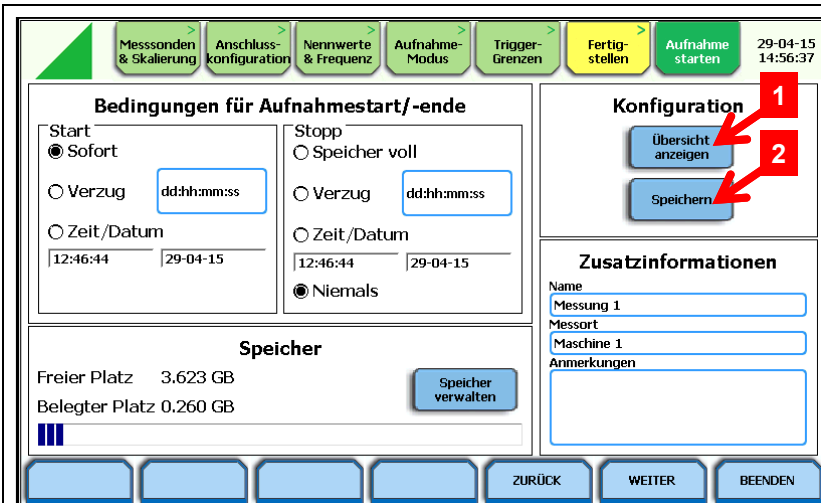 Messsonden
& Skalierung
Anschluss-
konfiguration
Nennwerte
& Frequenz
Aufnahme-
Modus
Trigger-
Grenzen
Fertig-
stellen
Aufnahme
starten
29-04-15
14:56:37
Bedingungen für Aufnahmestart/-ende
Start
Sofort
Verzug dd:hh:mm:ss
Zeit/Datum
12:46:44 29-04-15
Stopp
Speicher voll
Verzug dd:hh:mm:ss
Zeit/Datum
12:46:44 29-04-15
Niemals
Konfiguration
1
Übersicht
anzeigen
2
Speichern
Speicher
Freier Platz 3.623 GB
Belegter Platz 0.260 GB
Speicher
verwalten
Zusatzinformationen
Name
Messung 1
Messort
Maschine 1
Anmerkungen
ZURÜCK WEITER BEENDEN